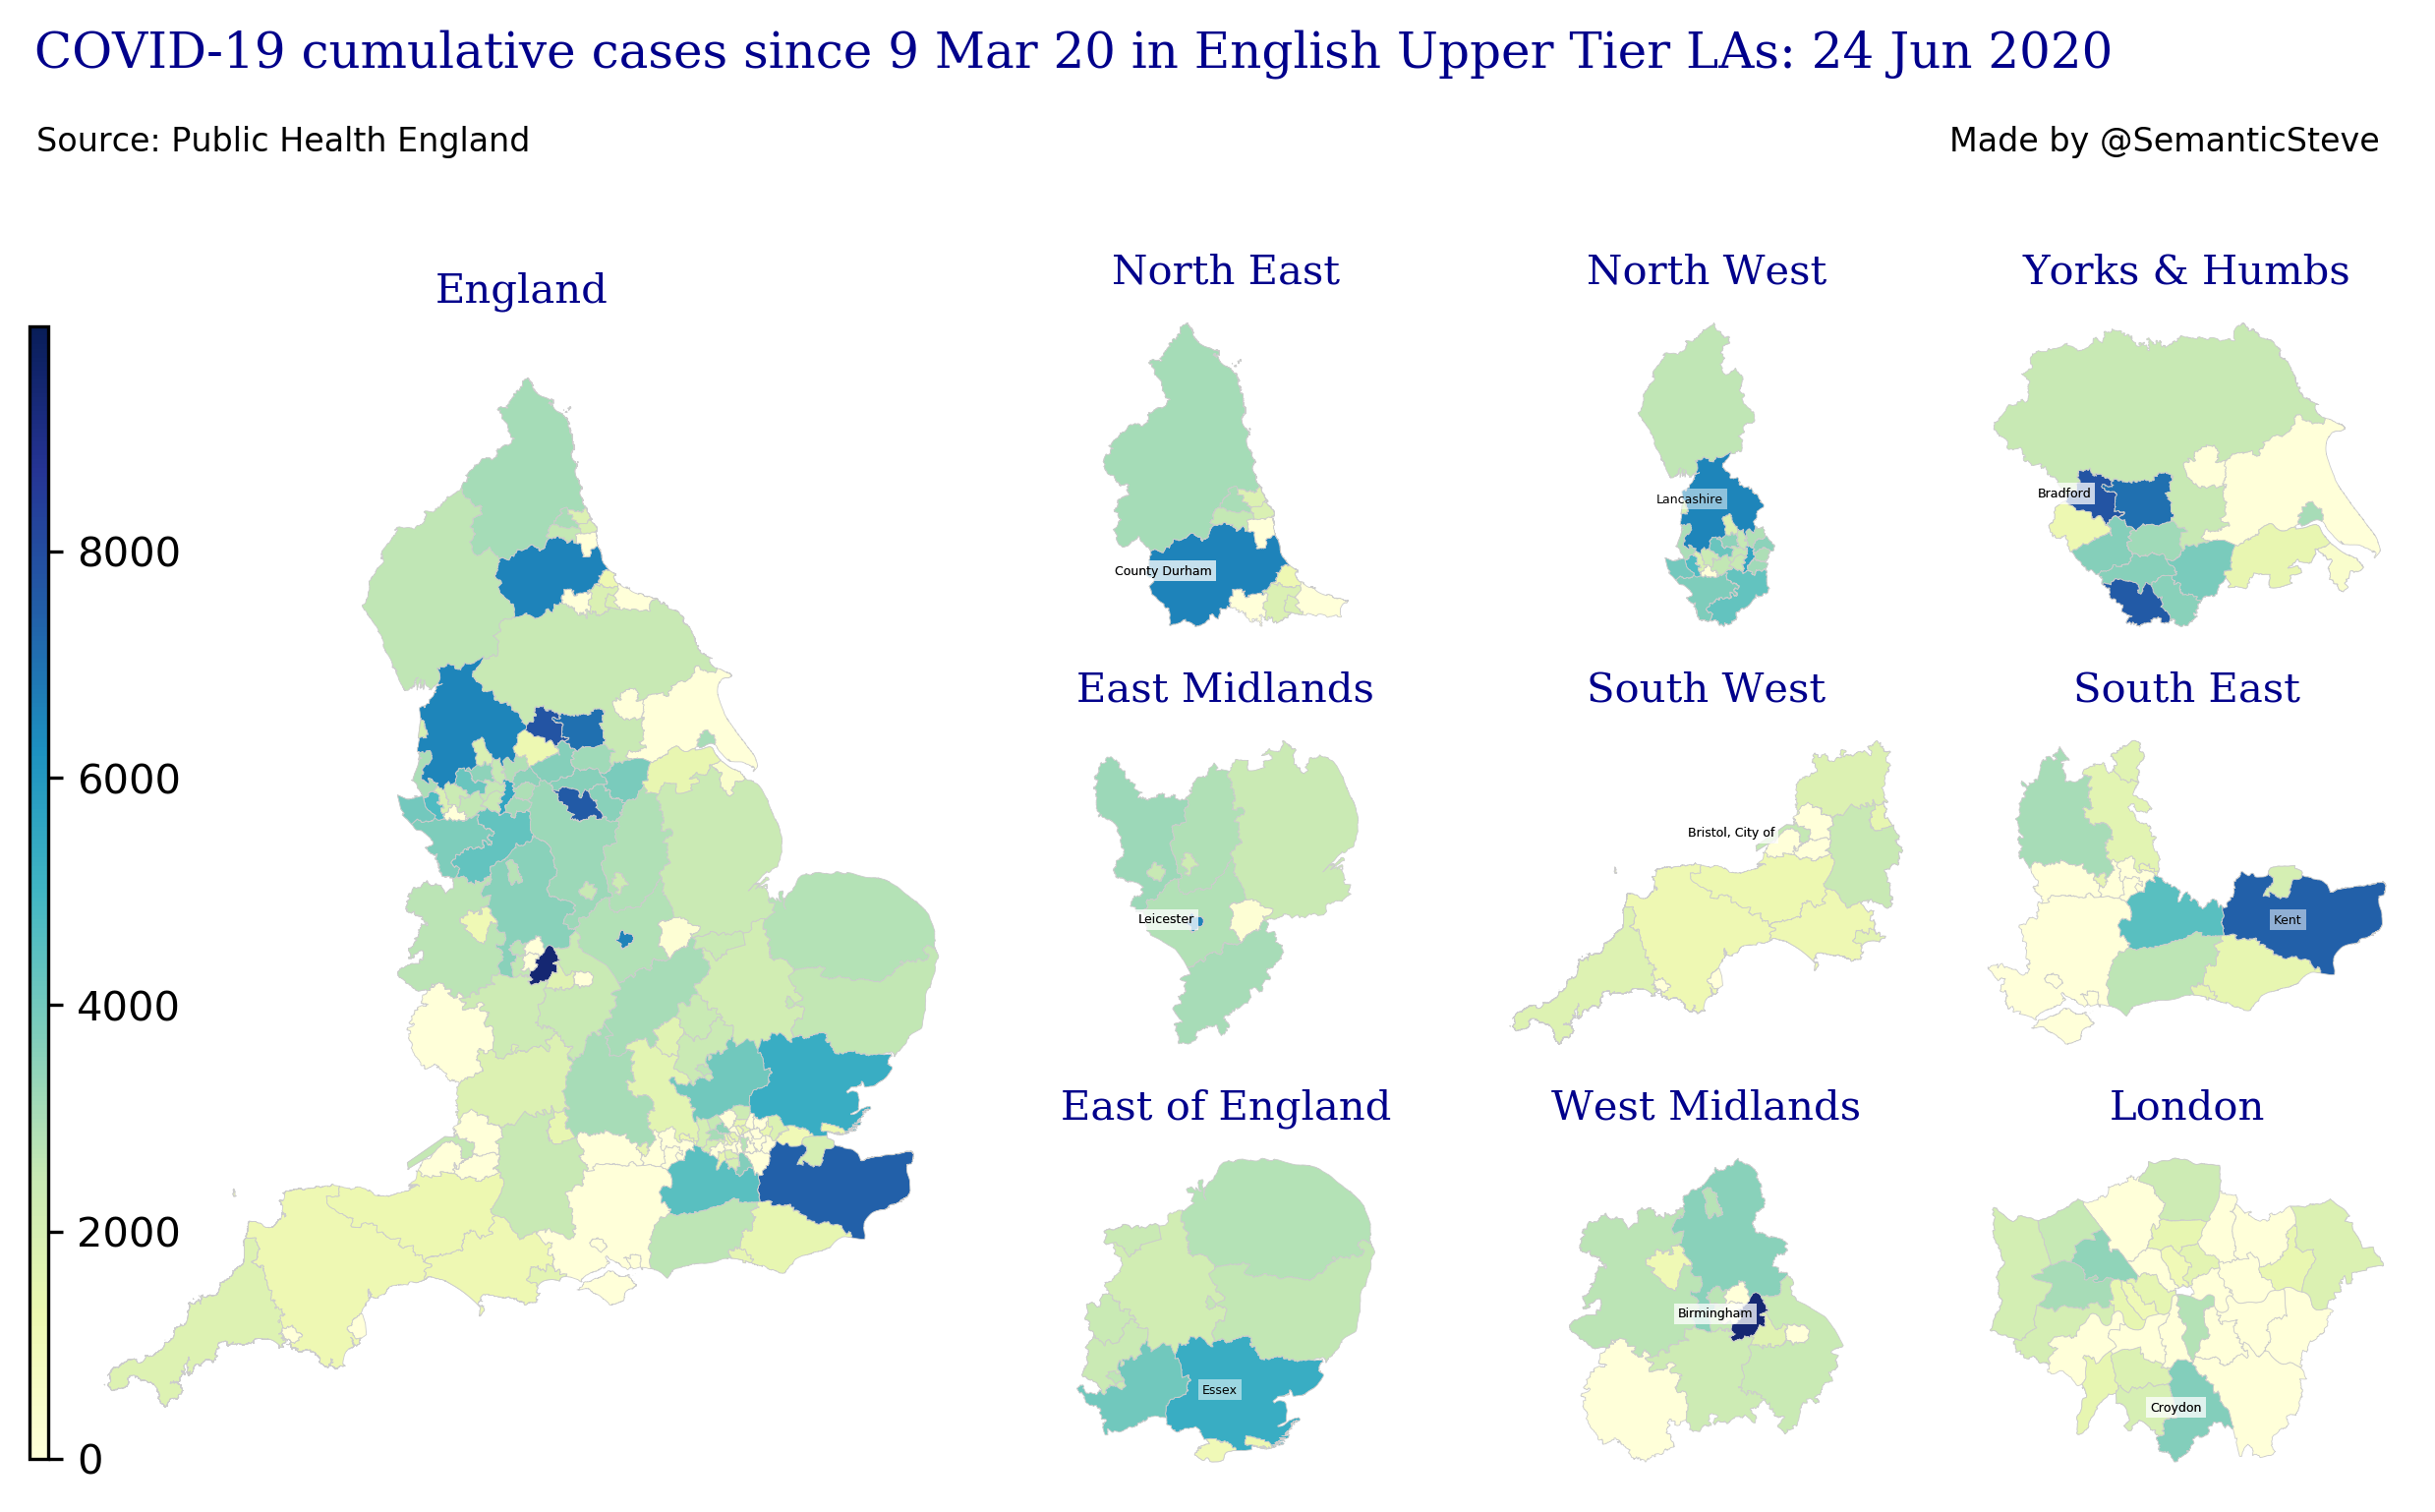 COVID-19 cumulative cases since 9 Mar 20 in English Upper Tier LAs: 24 Jun 2020
Source: Public Health England
Made by @SemanticSteve
England
8000
6000
4000
2000
0
North East
County Durham
North West
Lancashire
Yorks & Humbs
Bradford
East Midlands
Leicester
South West
Bristol, City of
South East
Kent
East of England
Essex
West Midlands
Birmingham
London
Croydon